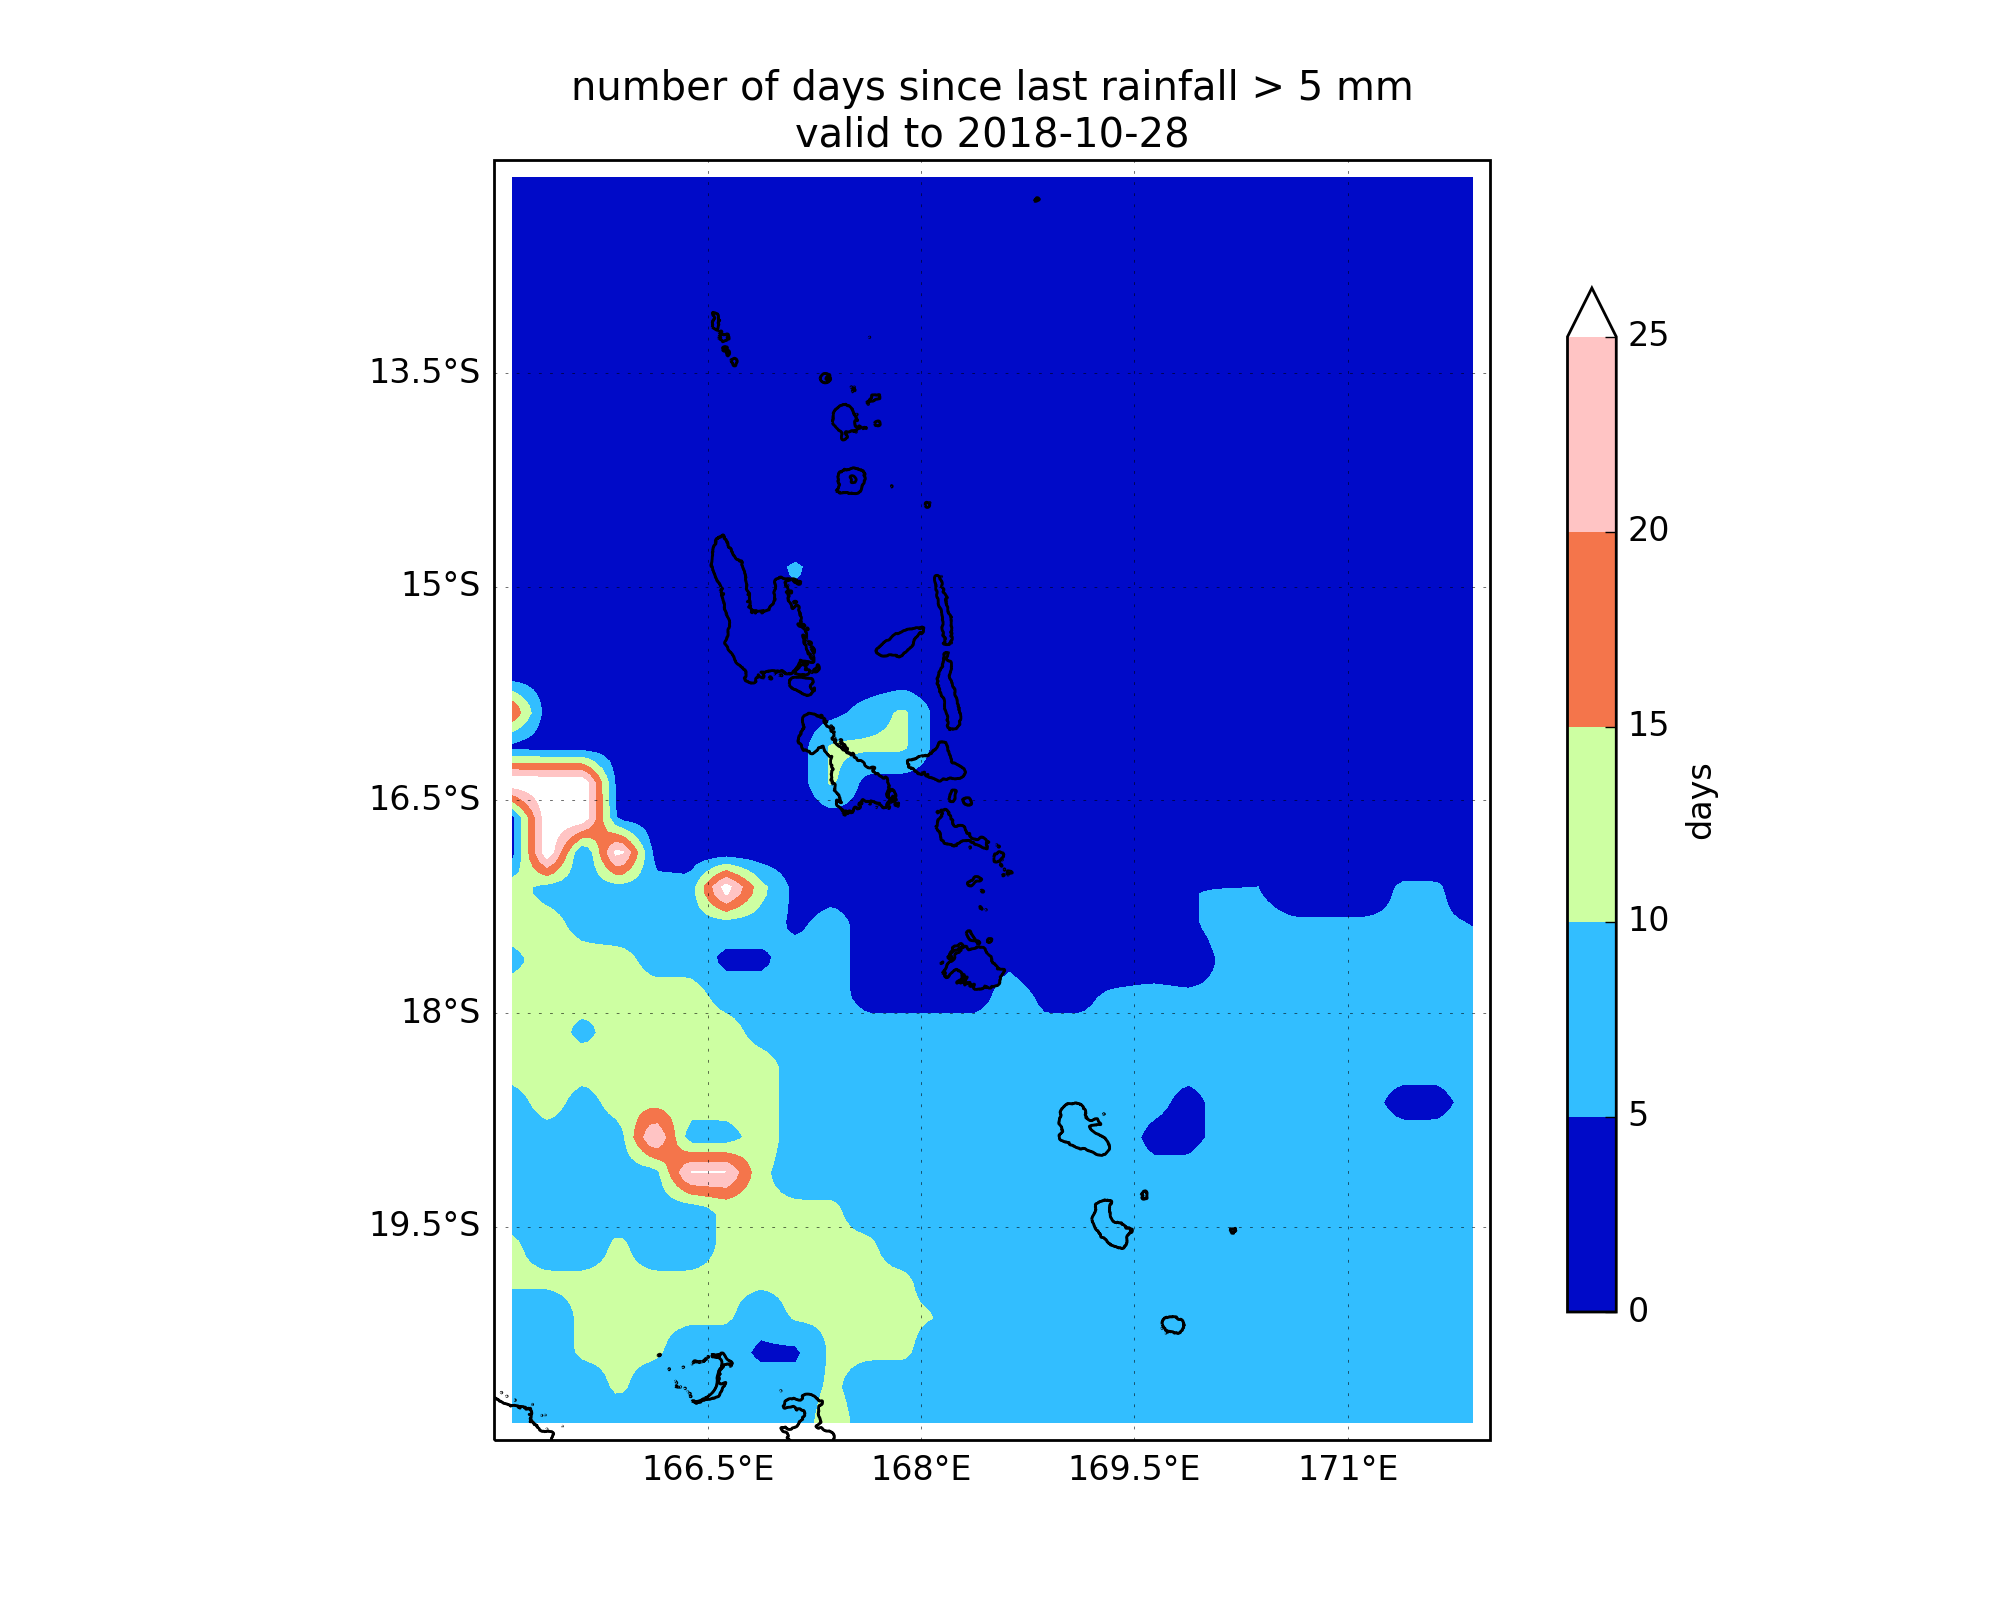 number of days since last rainfall > 5 mm
valid to 2018-10-28
13.5°S
15°S
16.5°S
18°S
19.5°S
166.5°E
168°E
169.5°E
171°E
25
20
15
10
5
0
days